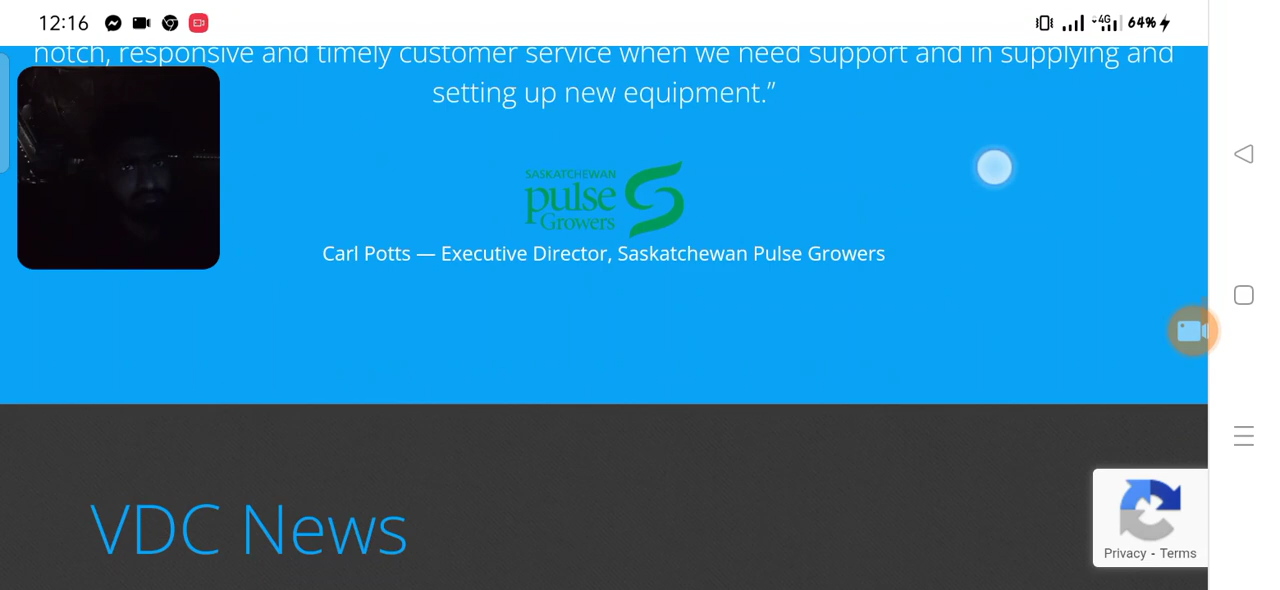 12:16
4G 64%
notch, responsive and timely customer service when we need support and in supplying and
setting up new equipment.”
SASKATCHEWAN
pulse
Growers
Carl Potts — Executive Director, Saskatchewan Pulse Growers
VDC News
Privacy - Terms